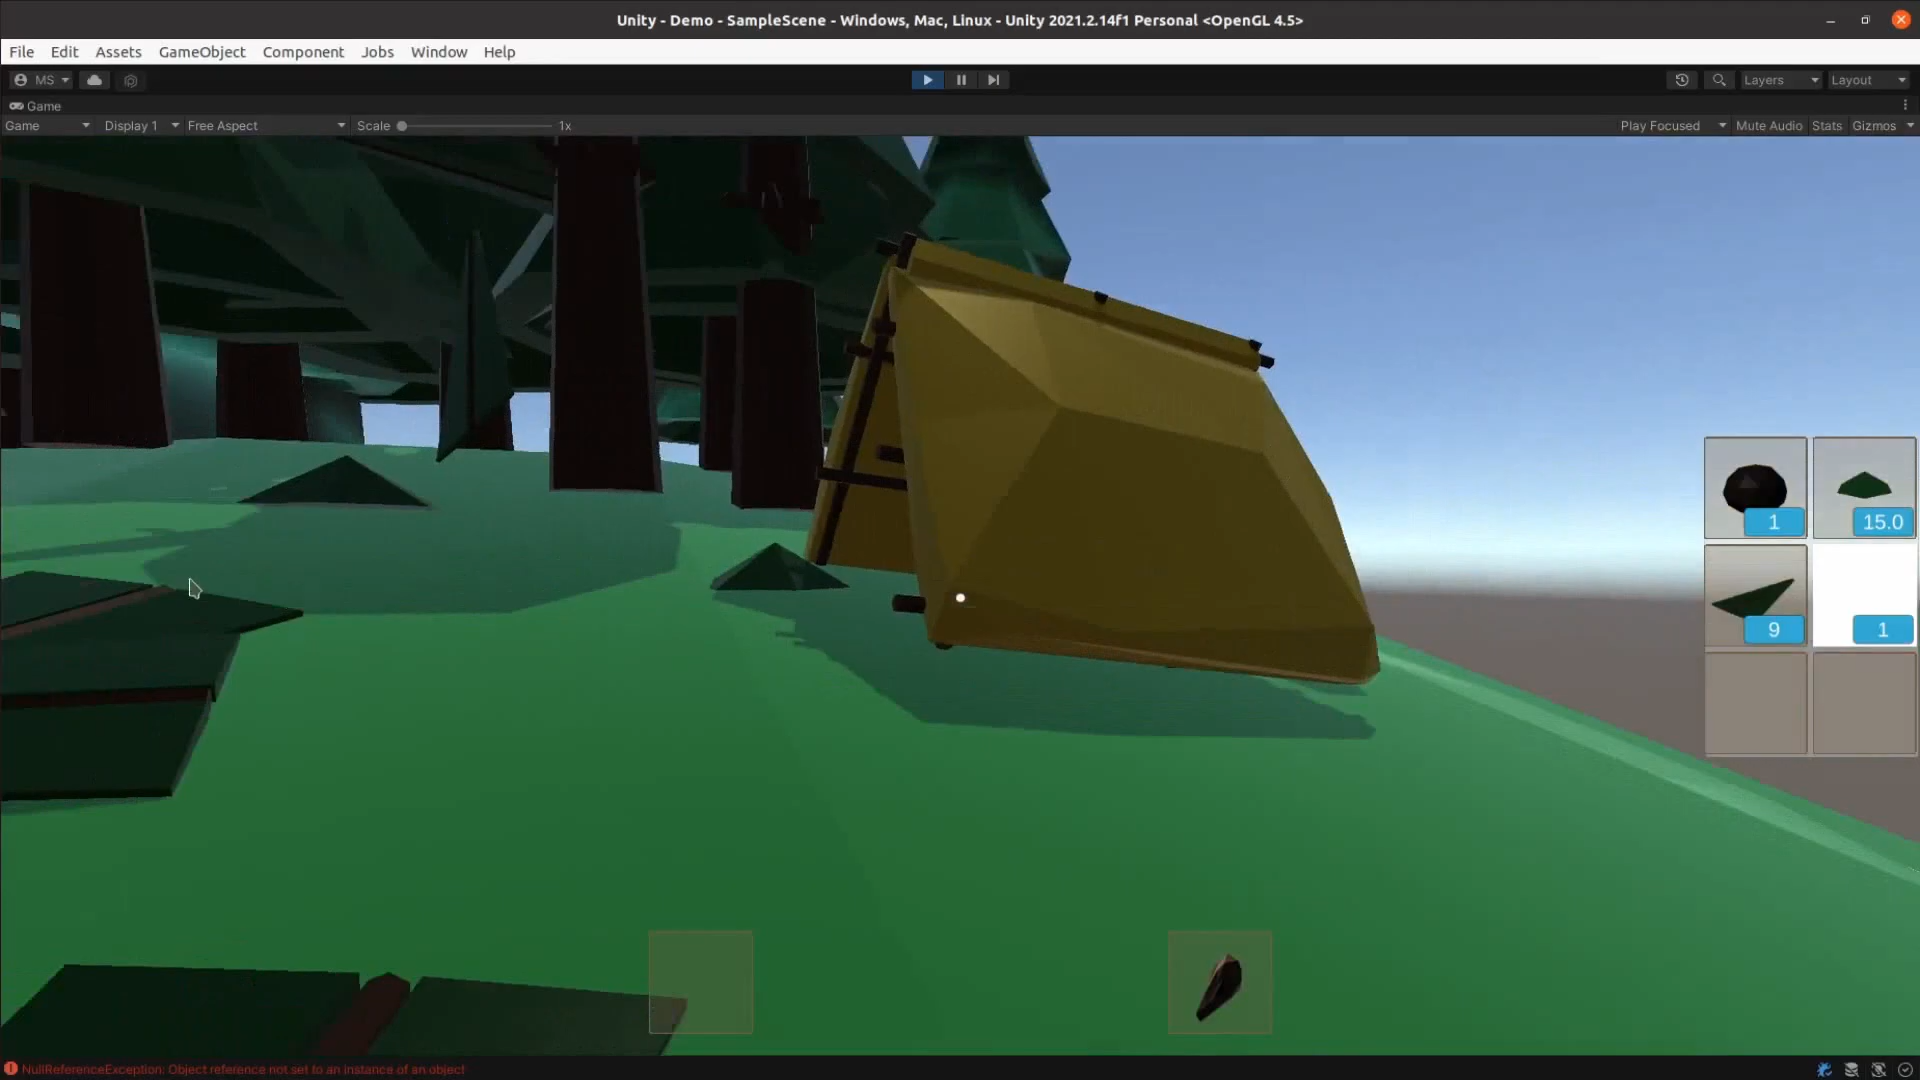 Unity - Demo - SampleScene - Windows, Mac, Linux - Unity 2021.2.14f1 Personal <OpenGL 4.5>
File Edit Assets GameObject Component Jobs Window Help
MS Layers Layout
Game
Game Display 1 Free Aspect Scale 1x Play Focused Mute Audio Stats Gizmos
1 15.0
9 1
NullReferenceException: Object reference not set to an instance of an object